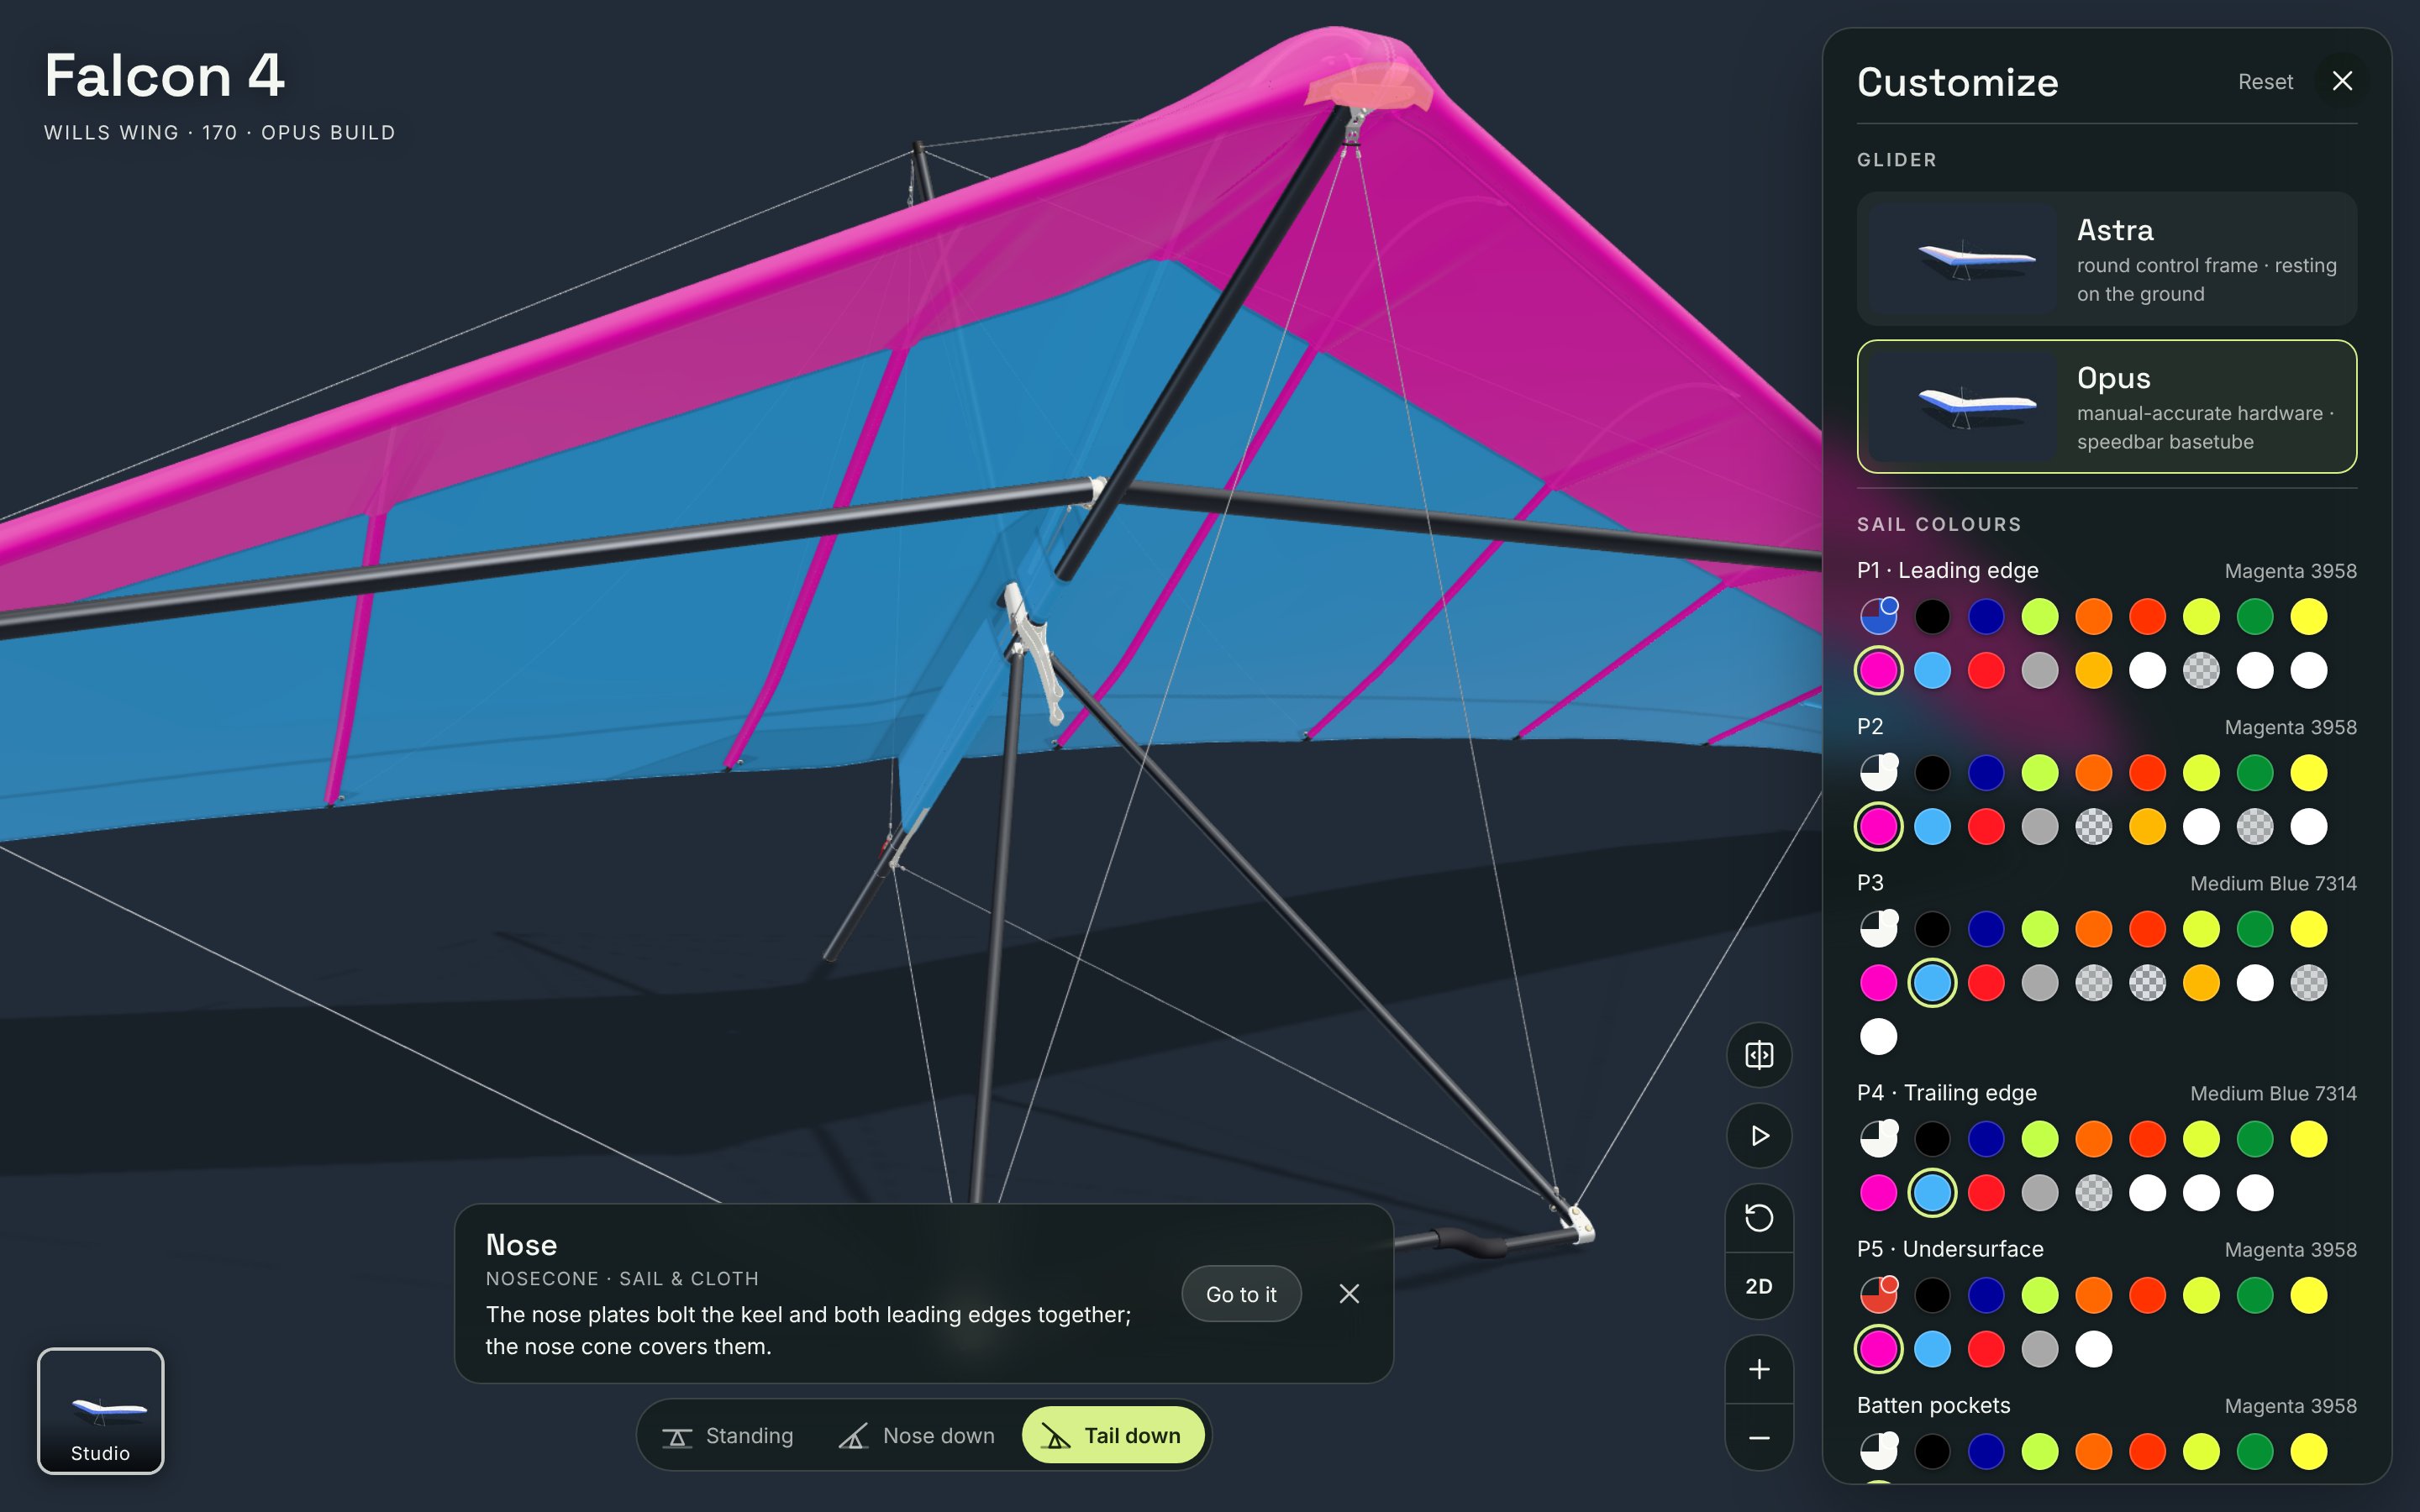 Falcon 4
WILLS WING · 170 · OPUS BUILD
Customize
Reset
GLIDER
Astra
round control frame · resting
on the ground
Opus
manual-accurate hardware ·
speedbar basetube
SAIL COLOURS
P1 · Leading edge
Magenta 3958
P2
Magenta 3958
P3
Medium Blue 7314
P4 · Trailing edge
Medium Blue 7314
P5 · Undersurface
Magenta 3958
Batten pockets
Magenta 3958
2D
Nose
NOSECONE · SAIL & CLOTH
The nose plates bolt the keel and both leading edges together;
the nose cone covers them.
Go to it
Studio
Standing
Nose down
Tail down